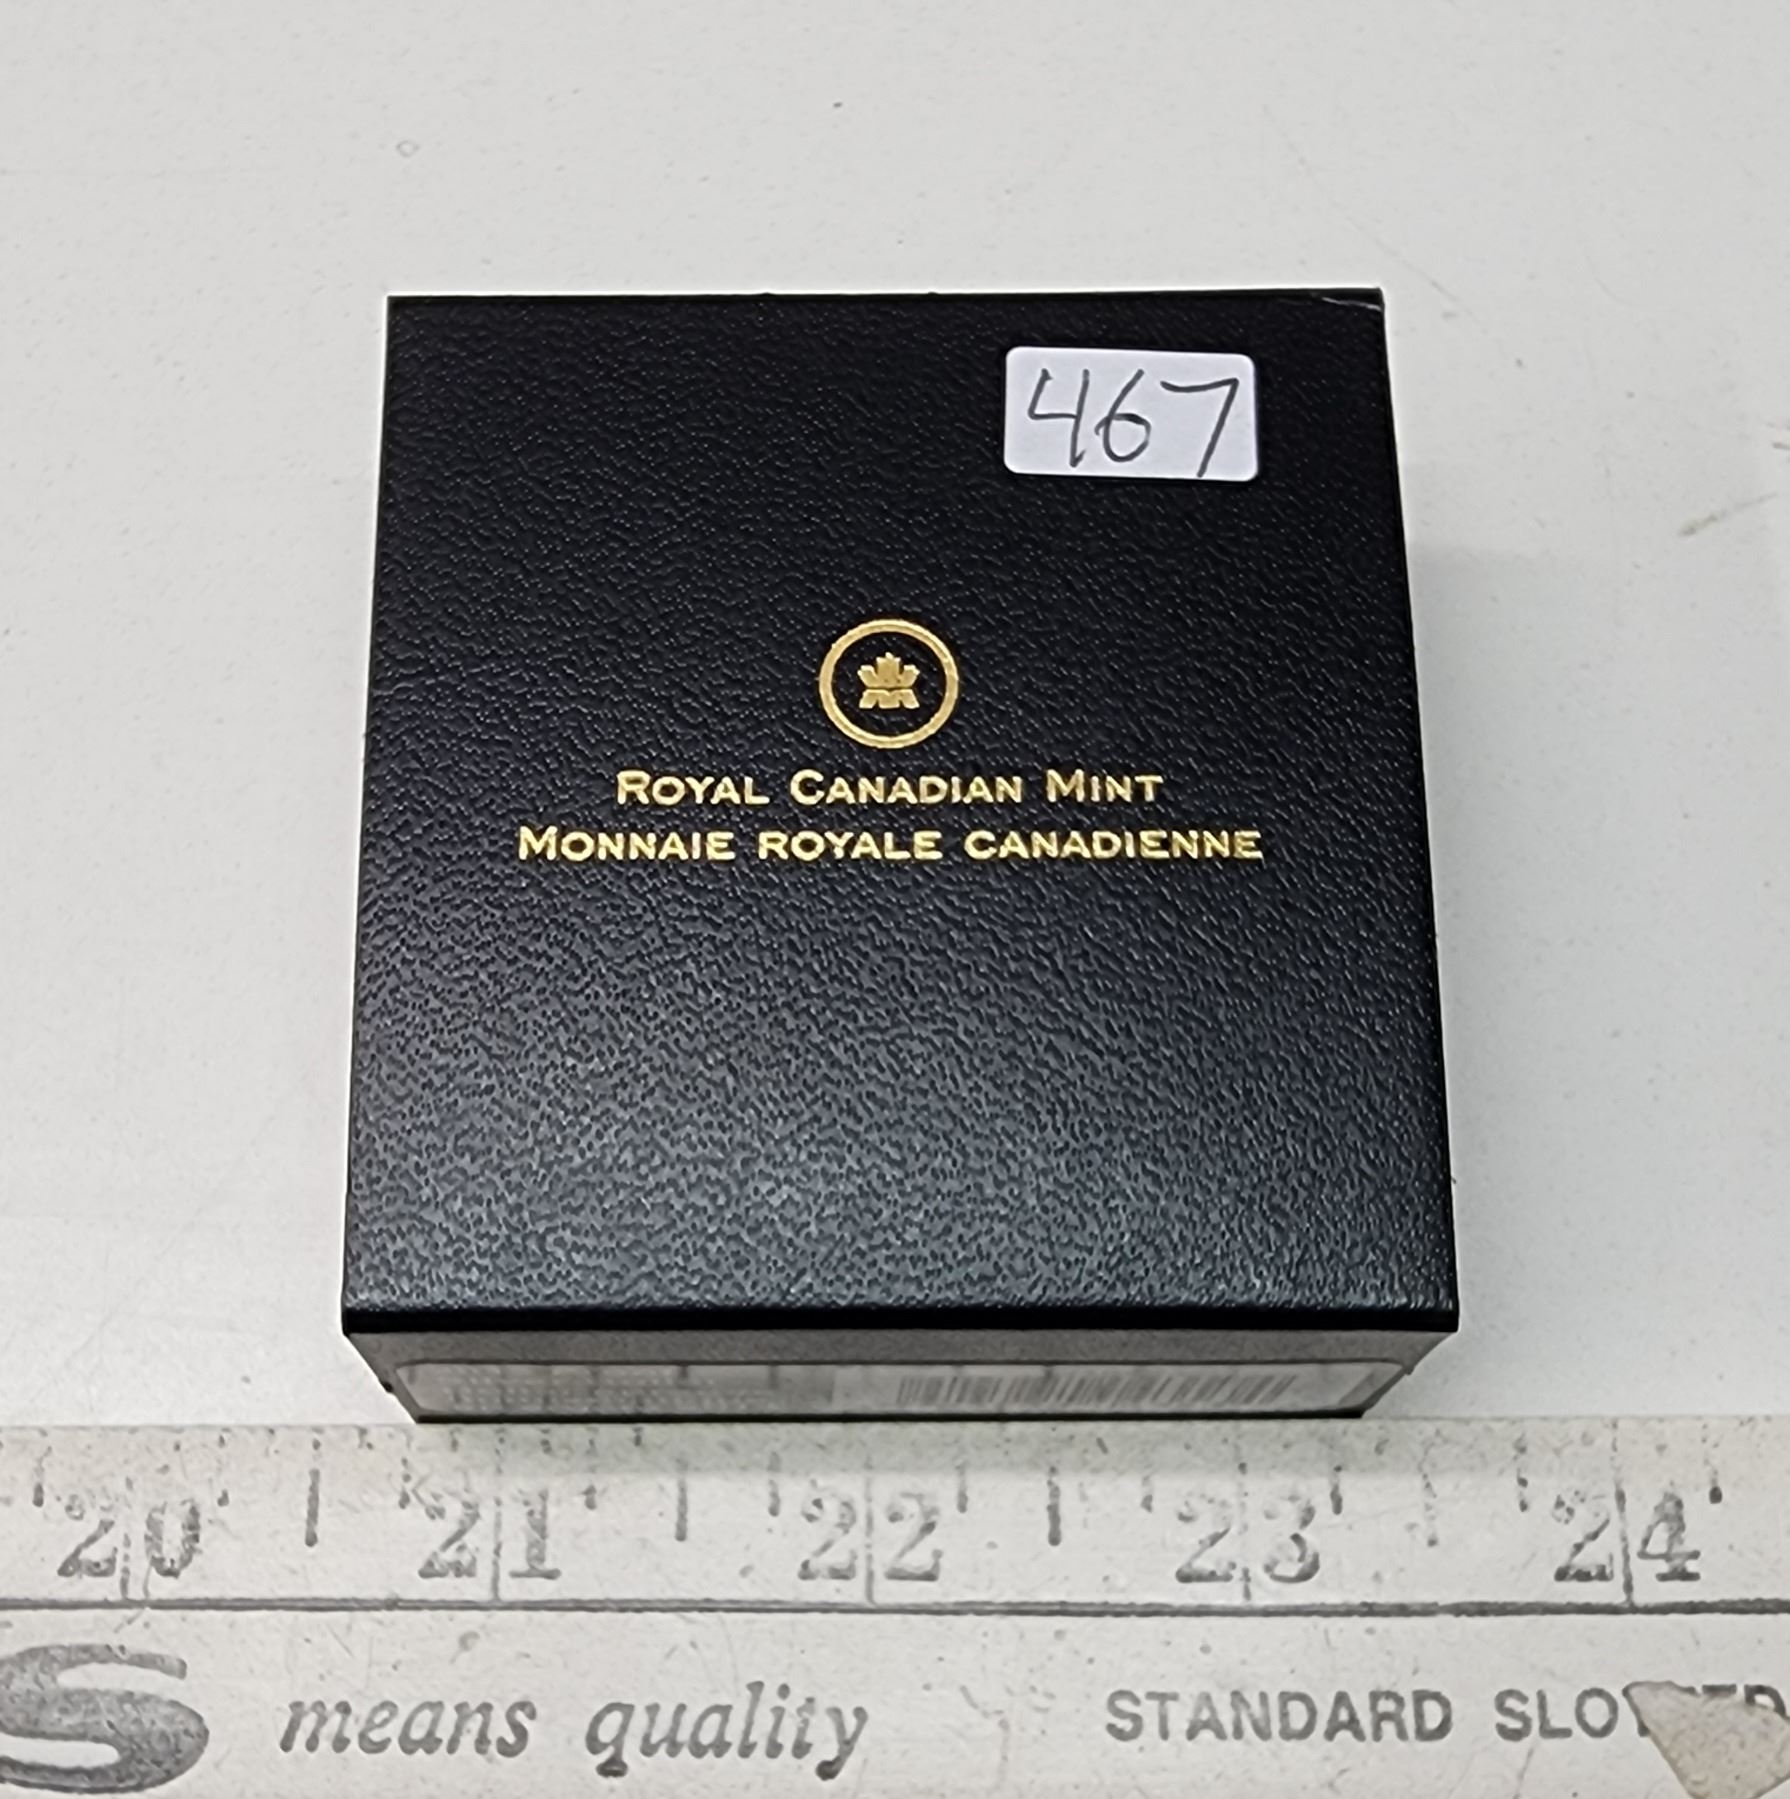 467
ROYAL CANADIAN MINT
MONNAIE ROYALE CANADIENNE
20 21 22 23 24
S means quality STANDARD